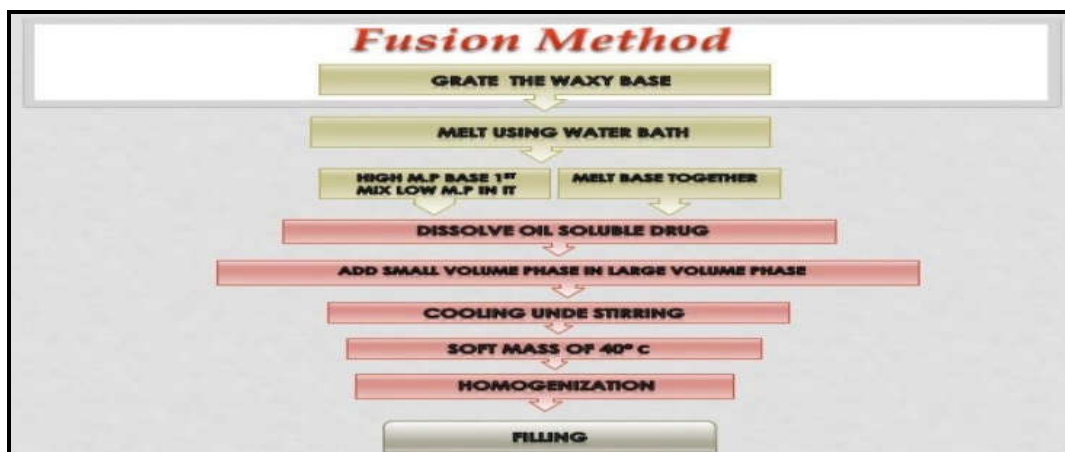 Fusion Method
GRATE THE WAXY BASE
MELT USING WATER BATH
HIGH M.P BASE 1ST
MIX LOW M.P IN IT
MELT BASE TOGETHER
DISSOLVE OIL SOLUBLE DRUG
ADD SMALL VOLUME PHASE IN LARGE VOLUME PHASE
COOLING UNDE STIRRING
SOFT MASS OF 40° C
HOMOGENIZATION
FILLING